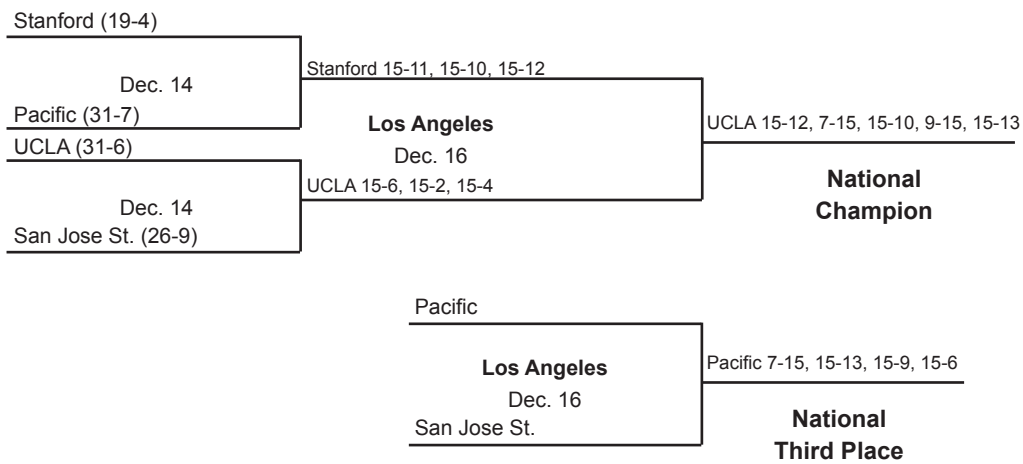 Stanford (19-4)
Dec. 14
Pacific (31-7)
UCLA (31-6)
Dec. 14
San Jose St. (26-9)
Stanford 15-11, 15-10, 15-12
Los Angeles
Dec. 16
UCLA 15-6, 15-2, 15-4
UCLA 15-12, 7-15, 15-10, 9-15, 15-13
National
Champion
Pacific
Los Angeles
Dec. 16
San Jose St.
Pacific 7-15, 15-13, 15-9, 15-6
National
Third Place